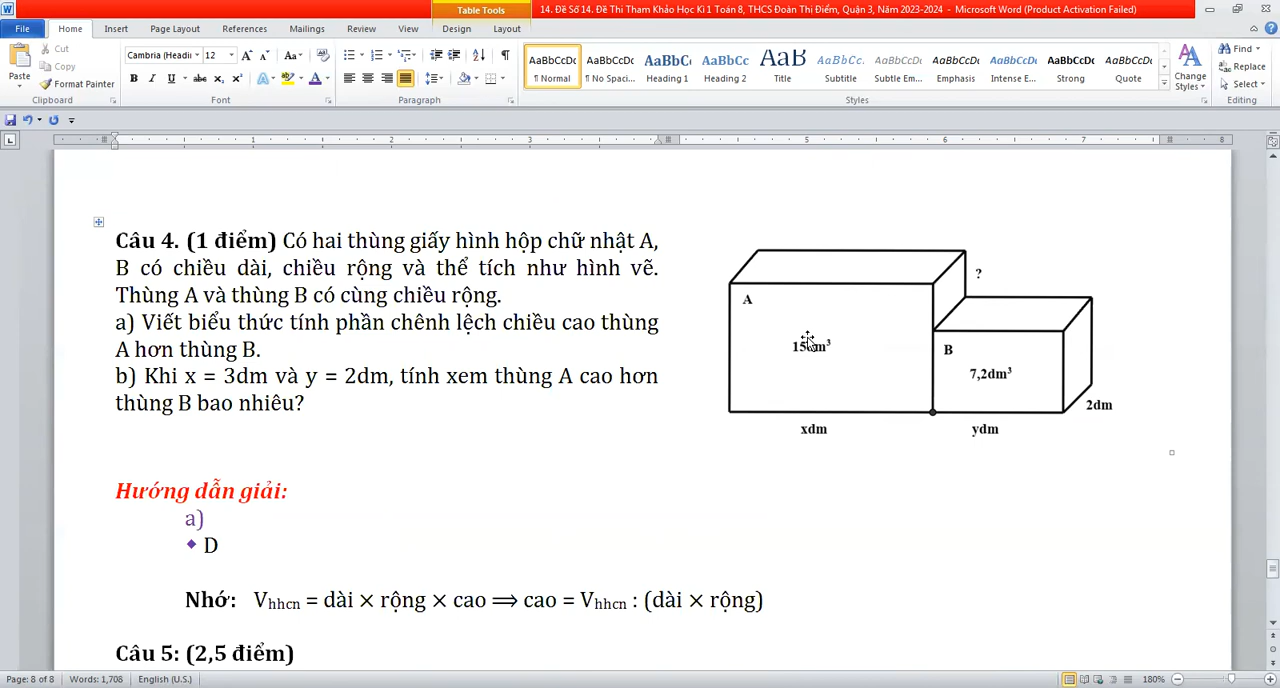 Table Tools
14. Đề Số 14. Đề Thi Tham Khảo Học Kì 1 Toán 8, THCS Đoàn Thị Điểm, Quận 3, Năm 2023-2024 - Microsoft Word (Product Activation Failed)
File Home Insert Page Layout References Mailings Review View Design Layout
Paste
Cut
Copy
Format Painter
Clipboard
Cambria (Headi 12
Font
Paragraph
AaBbCcDc AaBbCcDc AaBbC AaBbCc AaB AaBbCc. AaBbCcDc AaBbCcDc AaBbCcDc AaBbCcDc AaBbCcDc
¶ Normal ¶ No Spaci... Heading 1 Heading 2 Title Subtitle Subtle Em... Emphasis Intense E... Strong Quote
Styles
Change Styles
Find
Replace
Select
Editing
1 2 3 5 6 7 8
Câu 4. (1 điểm) Có hai thùng giấy hình hộp chữ nhật A,
B có chiều dài, chiều rộng và thể tích như hình vẽ.
Thùng A và thùng B có cùng chiều rộng.
a) Viết biểu thức tính phần chênh lệch chiều cao thùng
A hơn thùng B.
b) Khi x = 3dm và y = 2dm, tính xem thùng A cao hơn
thùng B bao nhiêu?
?
A
B
7,2dm³
2dm
xdm
ydm
Hướng dẫn giải:
a)
D
Nhớ: Vhhcn = dài × rộng × cao ⟹ cao = Vhhcn : (dài × rộng)
Câu 5: (2,5 điểm)
Page: 8 of 8 Words: 1,708 English (U.S.) 180%